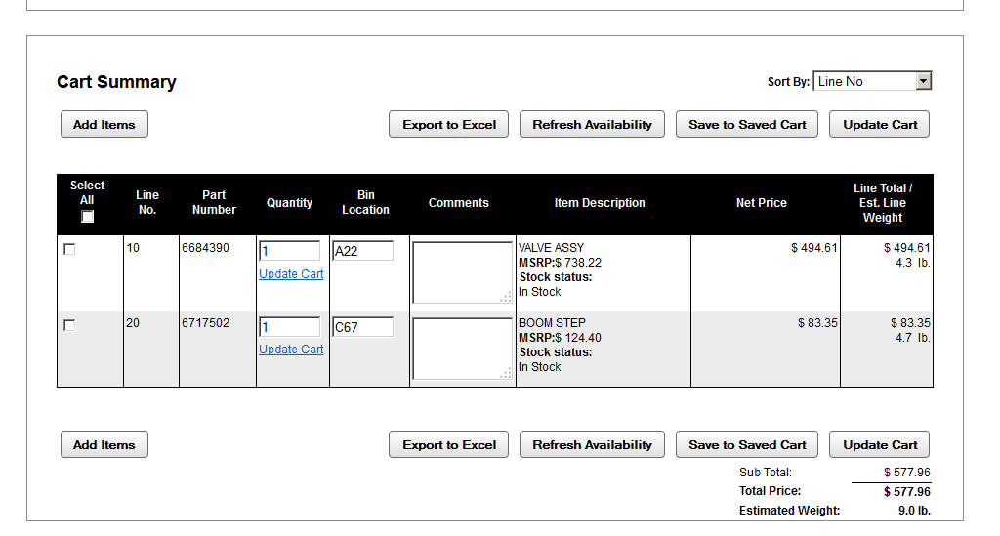 Cart Summary
Sort By: Line No
Add Items Export to Excel Refresh Availability Save to Saved Cart Update Cart
Select All Line No. Part Number Quantity Bin Location Comments Item Description Net Price Line Total / Est. Line Weight
10 6684390 1 A22 VALVE ASSY $ 494.61 $ 494.61
Update Cart MSRP:$ 738.22 4.3 lb.
Stock status:
In Stock
20 6717502 1 C67 BOOM STEP $ 83.35 $ 83.35
Update Cart MSRP:$ 124.40 4.7 lb.
Stock status:
In Stock
Add Items Export to Excel Refresh Availability Save to Saved Cart Update Cart
Sub Total: $ 577.96
Total Price: $ 577.96
Estimated Weight: 9.0 lb.